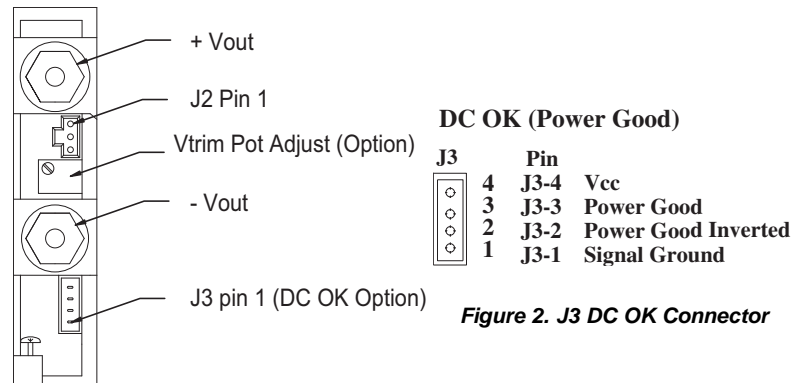 + Vout
J2 Pin 1
Vtrim Pot Adjust (Option)
- Vout
J3 pin 1 (DC OK Option)
DC OK (Power Good)
J3 Pin
4 J3-4 Vcc
3 J3-3 Power Good
2 J3-2 Power Good Inverted
1 J3-1 Signal Ground
Figure 2. J3 DC OK Connector